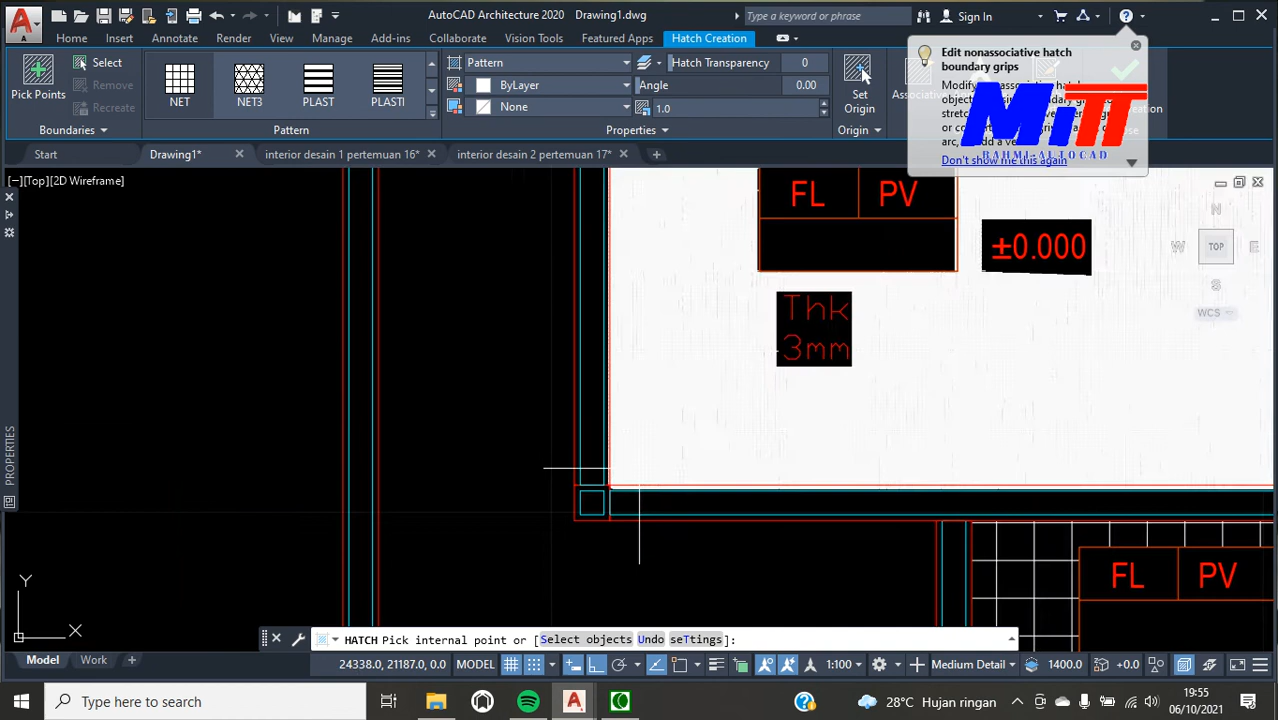 AutoCAD Architecture 2020 Drawing1.dwg
Type a keyword or phrase
Sign In
Home Insert Annotate Render View Manage Add-ins Collaborate Vision Tools Featured Apps Hatch Creation
Pick Points
Select
Remove
Recreate
Boundaries
NET
NET3
PLAST
PLASTI
Pattern
Pattern
ByLayer
None
Hatch Transparency 0
Angle 0.00
1.0
Properties
Set
Origin
Origin
Edit nonassociative hatch
boundary grips
Don't show me this again
MITT
RAHMI-AUTOCAD
Start
Drawing1*
interior desain 1 pertemuan 16*
interior desain 2 pertemuan 17*
[−][Top][2D Wireframe]
FL PV
±0.000
Thk
3mm
N
W TOP E
S
WCS
PROPERTIES
FL PV
Y
X
HATCH Pick internal point or [Select objects Undo seTtings]:
Model Work
24338.0, 21187.0, 0.0 MODEL
1:100
Medium Detail
1400.0
+0.0
Type here to search
28°C Hujan ringan
19:55
06/10/2021